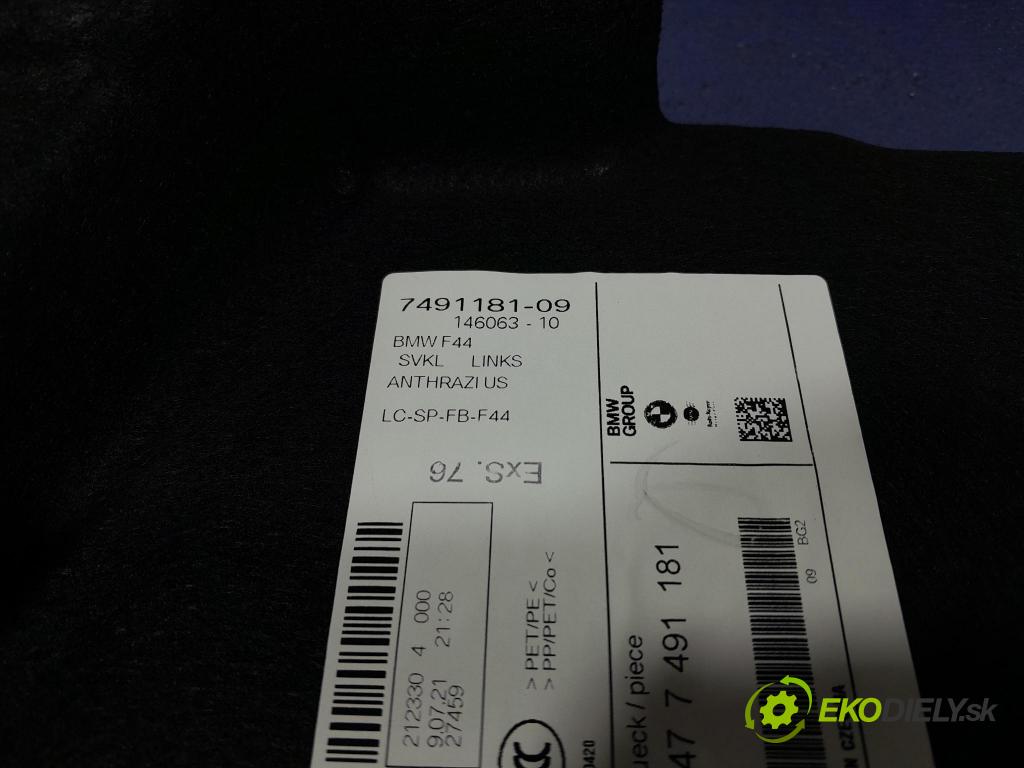 7491181-09
146063 - 10
BMW F44
SVKL LINKS
ANTHRAZI US
LC-SP-FB-F44
ExS. 76
212330 4 000
9.07.21 21:28
27459
> PET/PE <
> PP/PET/Co <
BMW
GROUP
/ piece
47 7 491 181
BG2
09
0420
EKODIELY.sk